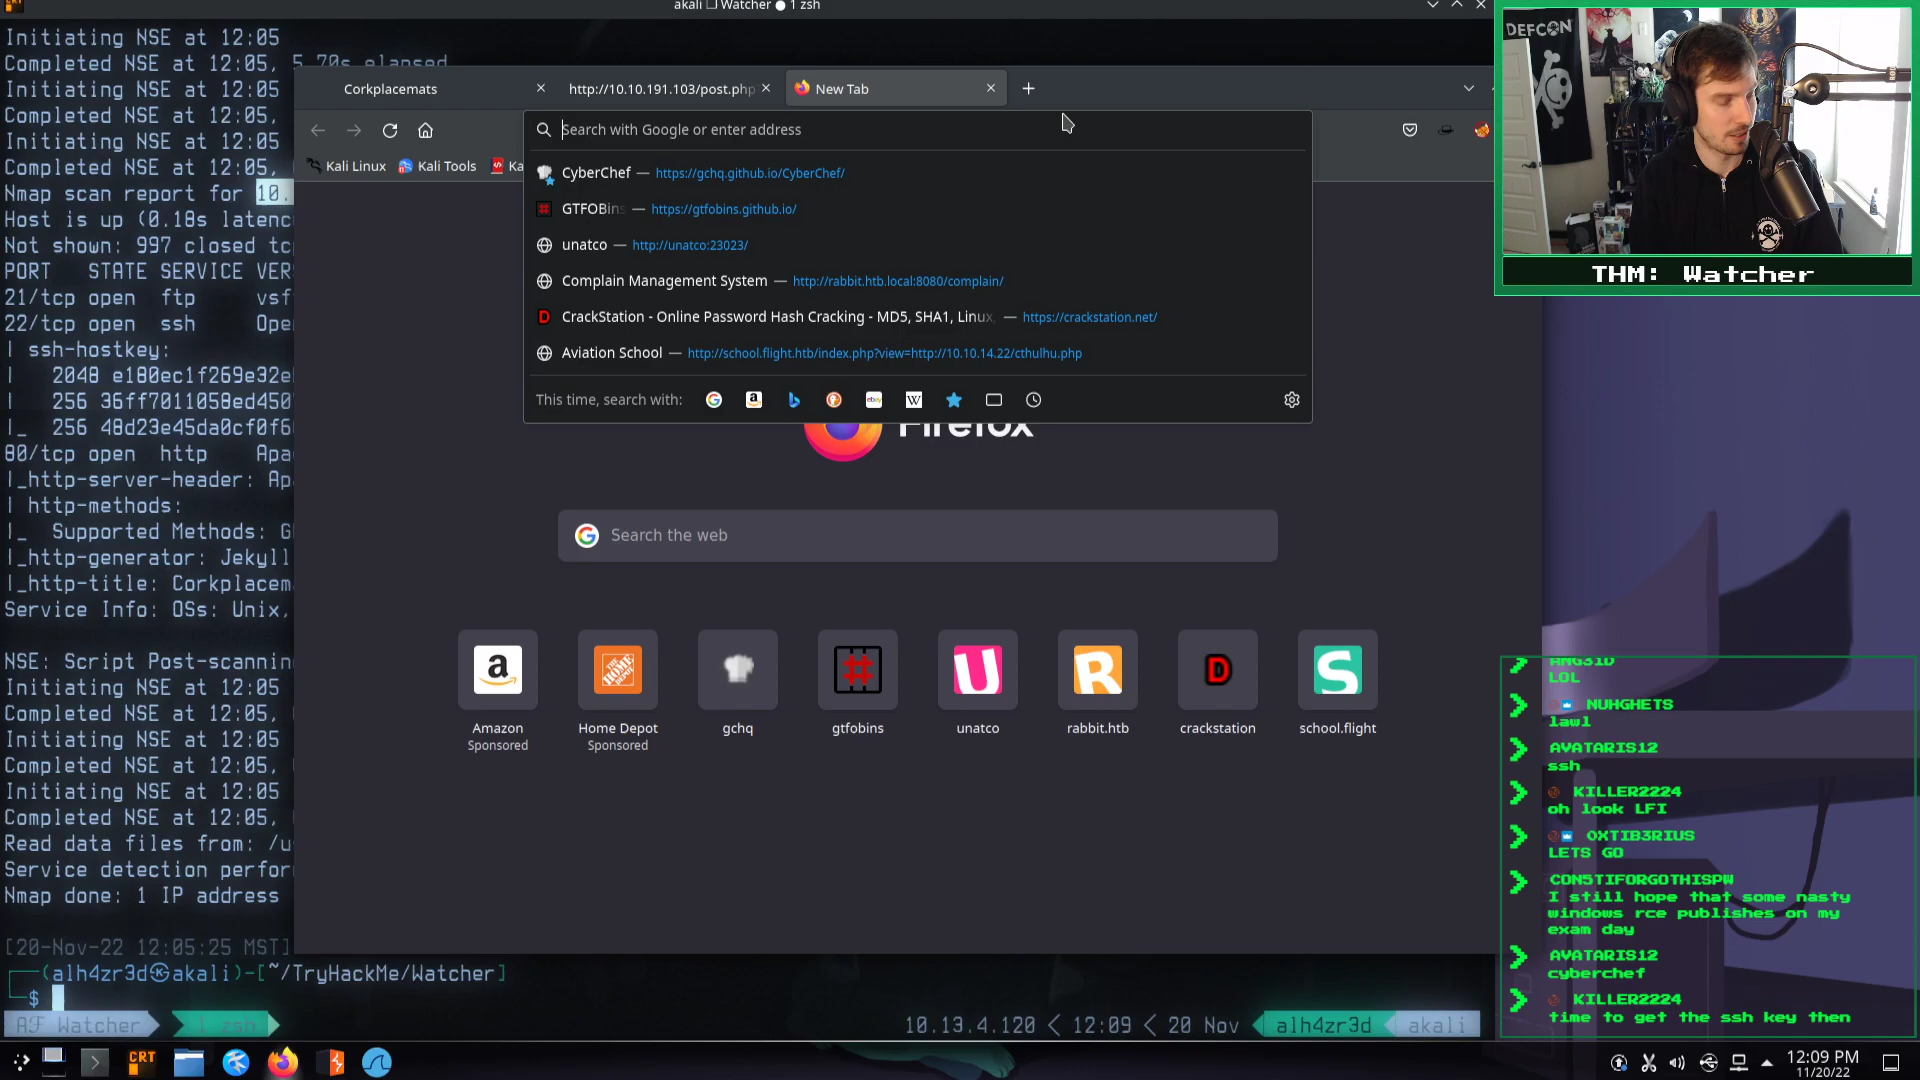 akali ❐ Watcher ● 1 zsh
Initiating NSE at 12:05
Completed NSE at 12:05, 5.70s elapsed
Initiating NSE at 12:05
Completed NSE at 12:05,
Initiating NSE at 12:05
Completed NSE at 12:05,
Nmap scan report for 10.
Host is up (0.18s latenc
Not shown: 997 closed tc
PORT STATE SERVICE VER
21/tcp open ftp vsf
22/tcp open ssh Ope
| ssh-hostkey:
| 2048 e180ec1f269e32e
| 256 36ff7011058ed450
|_ 256 48d23e45da0cf0f6
80/tcp open http Apa
|_http-server-header: Ap
| http-methods:
|_ Supported Methods: G
|_http-generator: Jekyll
|_http-title: Corkplacem
Service Info: OSs: Unix,
NSE: Script Post-scannin
Initiating NSE at 12:05
Completed NSE at 12:05,
Initiating NSE at 12:05
Completed NSE at 12:05,
Initiating NSE at 12:05
Completed NSE at 12:05,
Read data files from: /u
Service detection perfor
Nmap done: 1 IP address
[20-Nov-22 12:05:25 MST]
(alh4zr3d㉿akali)-[~/TryHackMe/Watcher]
$
Watcher 1 zsh
10.13.4.120 < 12:09 < 20 Nov alh4zr3d akali
Corkplacemats
http://10.10.191.103/post.php
New Tab
Search with Google or enter address
Kali Linux Kali Tools Ka
CyberChef — https://gchq.github.io/CyberChef/
GTFOBins — https://gtfobins.github.io/
unatco — http://unatco:23023/
Complain Management System — http://rabbit.htb.local:8080/complain/
CrackStation - Online Password Hash Cracking - MD5, SHA1, Linux, — https://crackstation.net/
Aviation School — http://school.flight.htb/index.php?view=http://10.10.14.22/cthulhu.php
This time, search with:
Firefox
Search the web
Amazon
Sponsored
Home Depot
Sponsored
gchq
gtfobins
unatco
rabbit.htb
crackstation
school.flight
DEFCON
THM: Watcher
ANG31D
LOL
NUHGHETS
lawl
AVATARIS12
ssh
KILLER2224
oh look LFI
0XTIB3RIUS
LETS GO
CON5TIFORGOTHISPW
I still hope that some nasty
windows rce publishes on my
exam day
AVATARIS12
cyberchef
KILLER2224
time to get the ssh key then
CRT
12:09 PM
11/20/22